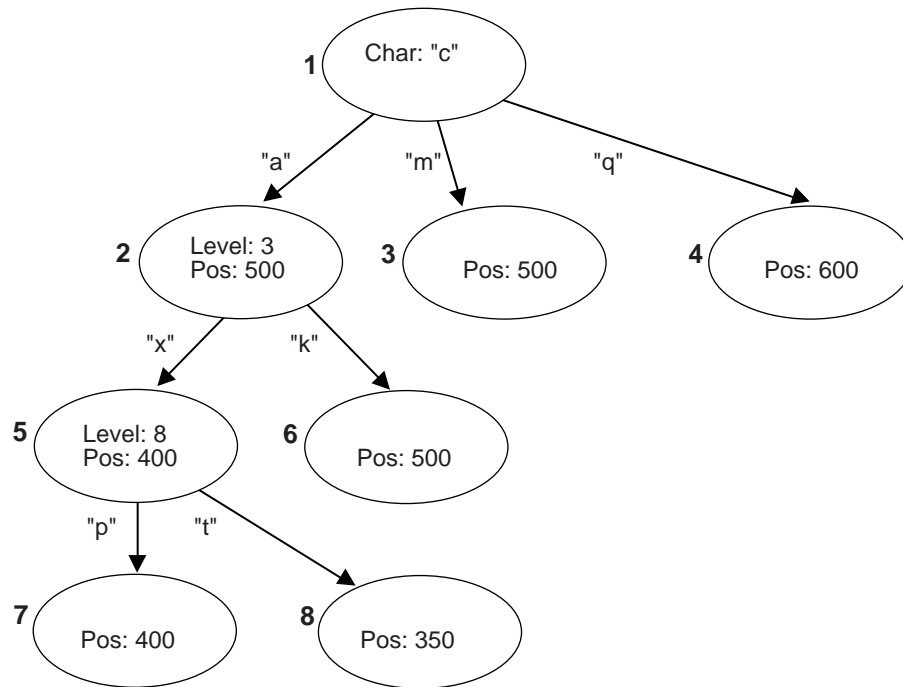 1
Char: "c"
"a"
"m"
"q"
2
Level: 3
Pos: 500
3
Pos: 500
4
Pos: 600
"x"
"k"
5
Level: 8
Pos: 400
6
Pos: 500
"p"
"t"
7
Pos: 400
8
Pos: 350